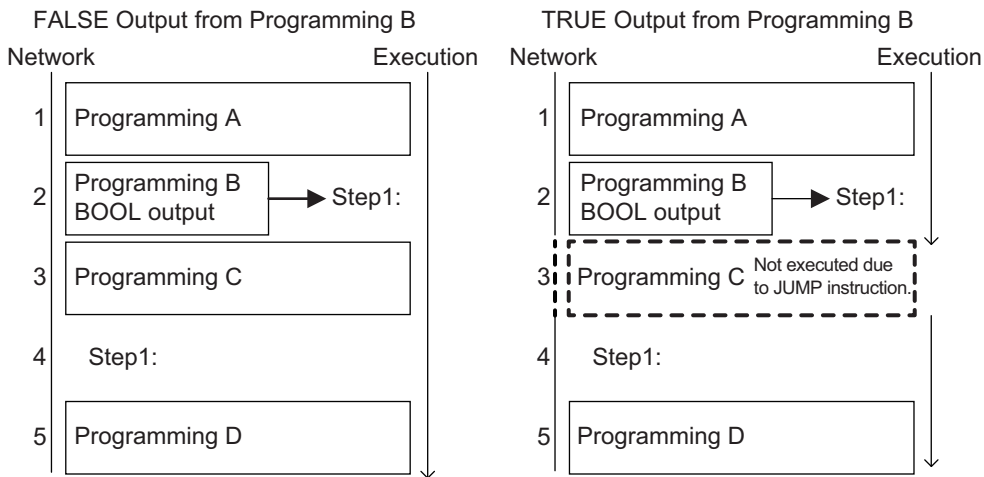 FALSE Output from Programming B
Network Execution
1 Programming A
2 Programming B
BOOL output
Step1:
3 Programming C
4 Step1:
5 Programming D
TRUE Output from Programming B
Network Execution
1 Programming A
2 Programming B
BOOL output
Step1:
3 Programming C
Not executed due
to JUMP instruction.
4 Step1:
5 Programming D